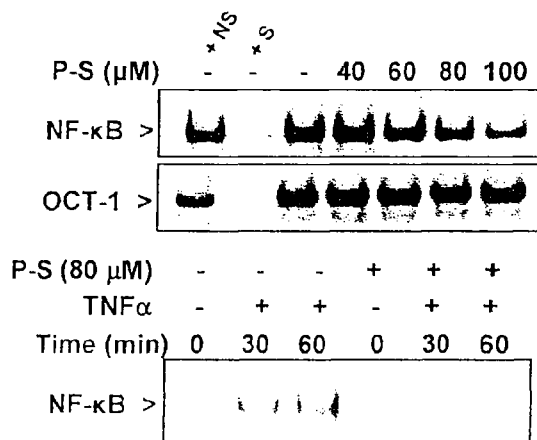 + NS + S
P-S (μM) - - - 40 60 80 100
NF-κB >
OCT-1 >
P-S (80 μM) - - - + + +
TNFα - + + - + +
Time (min) 0 30 60 0 30 60
NF-κB >